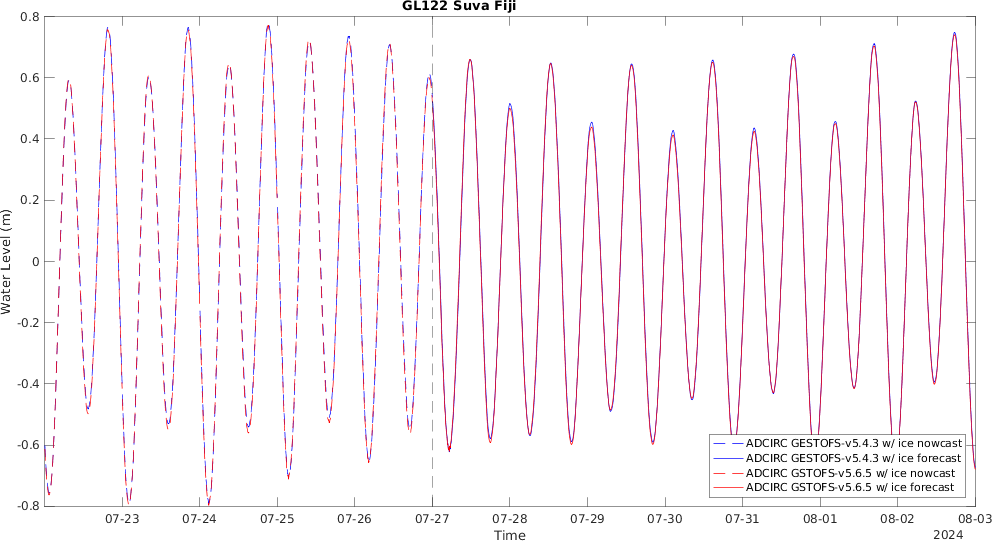 GL122 Suva Fiji
0.8
0.6
0.4
0.2
0
-0.2
-0.4
-0.6
-0.8
Water Level (m)
ADCIRC GESTOFS-v5.4.3 w/ ice nowcast
ADCIRC GESTOFS-v5.4.3 w/ ice forecast
ADCIRC GSTOFS-v5.6.5 w/ ice nowcast
ADCIRC GSTOFS-v5.6.5 w/ ice forecast
07-23 07-24 07-25 07-26 07-27 07-28 07-29 07-30 07-31 08-01 08-02 08-03
Time
2024